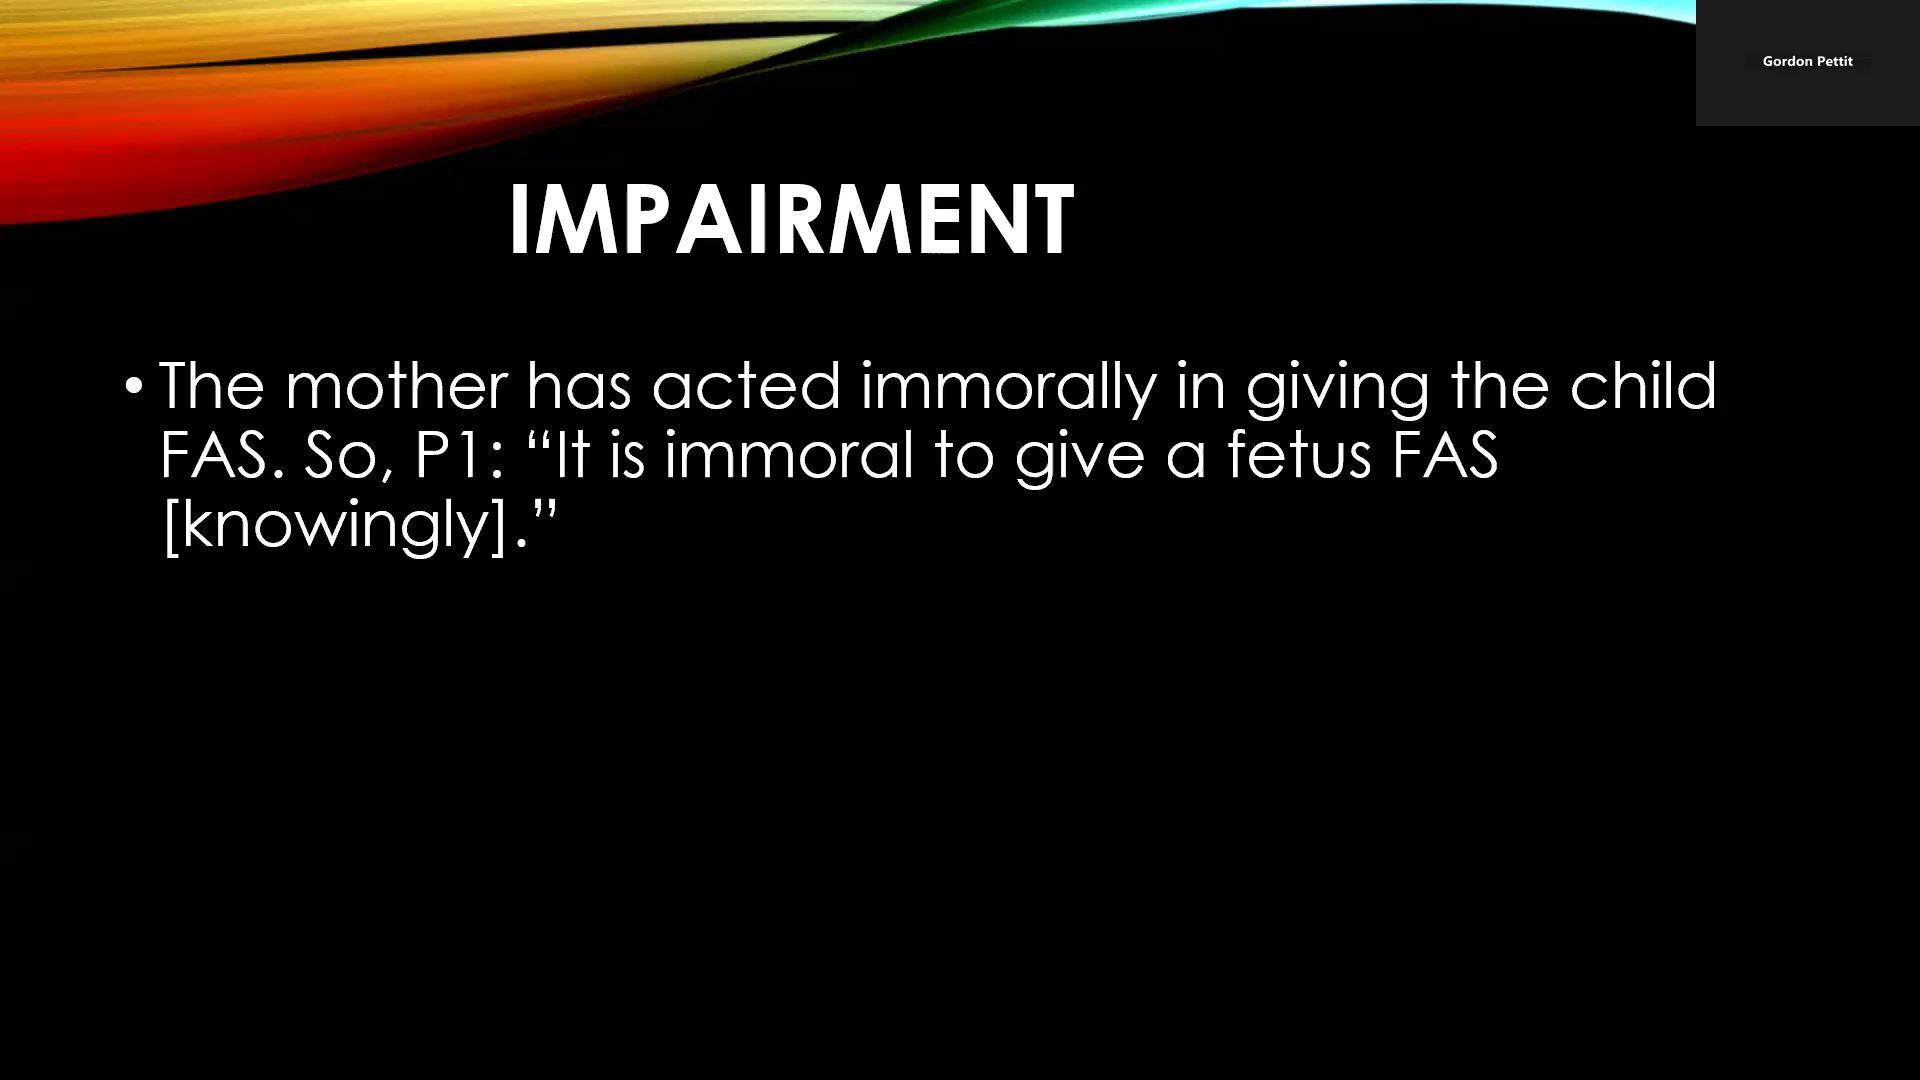 Gordon Pettit
IMPAIRMENT
• The mother has acted immorally in giving the child
FAS. So, P1: “It is immoral to give a fetus FAS
[knowingly].”